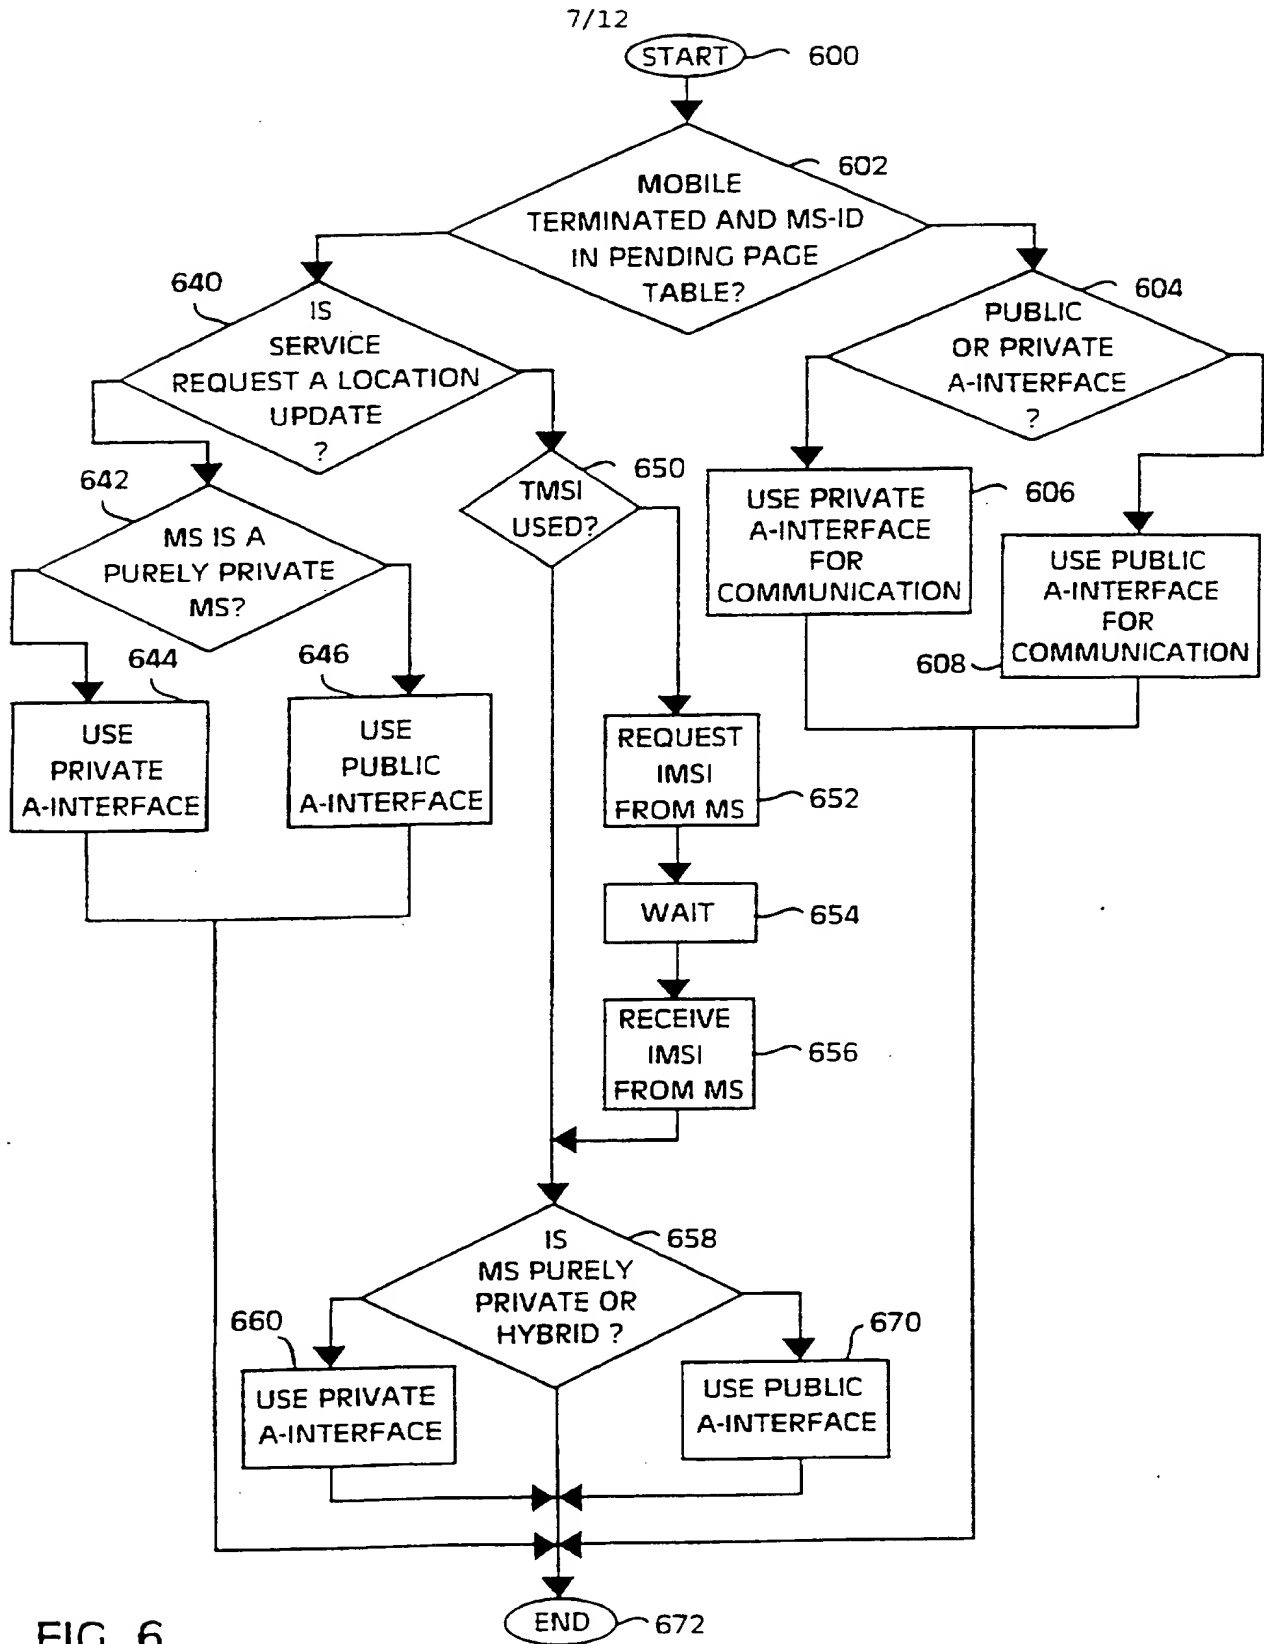 7/12
START
600
602
MOBILE
TERMINATED AND MS-ID
IN PENDING PAGE
TABLE?
640
IS
SERVICE
REQUEST A LOCATION
UPDATE
?
604
PUBLIC
OR PRIVATE
A-INTERFACE
?
642
MS IS A
PURELY PRIVATE
MS?
650
TMSI
USED?
606
USE PRIVATE
A-INTERFACE
FOR
COMMUNICATION
608
USE PUBLIC
A-INTERFACE
FOR
COMMUNICATION
644
USE
PRIVATE
A-INTERFACE
646
USE
PUBLIC
A-INTERFACE
REQUEST
IMSI
FROM MS
652
WAIT
654
RECEIVE
IMSI
FROM MS
656
IS
MS PURELY
PRIVATE OR
HYBRID ?
658
660
USE PRIVATE
A-INTERFACE
670
USE PUBLIC
A-INTERFACE
END
672
FIG. 6